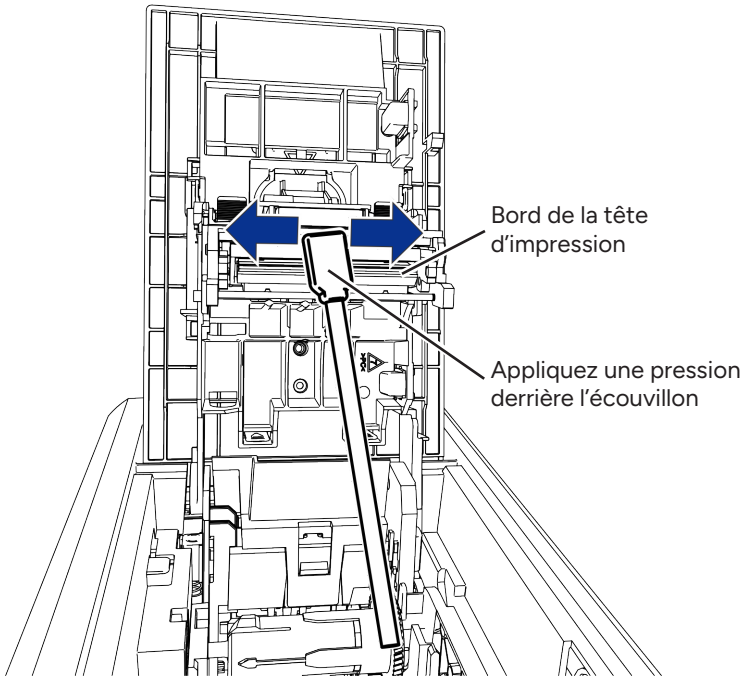 Bord de la tête
d’impression
Appliquez une pression
derrière l’écouvillon